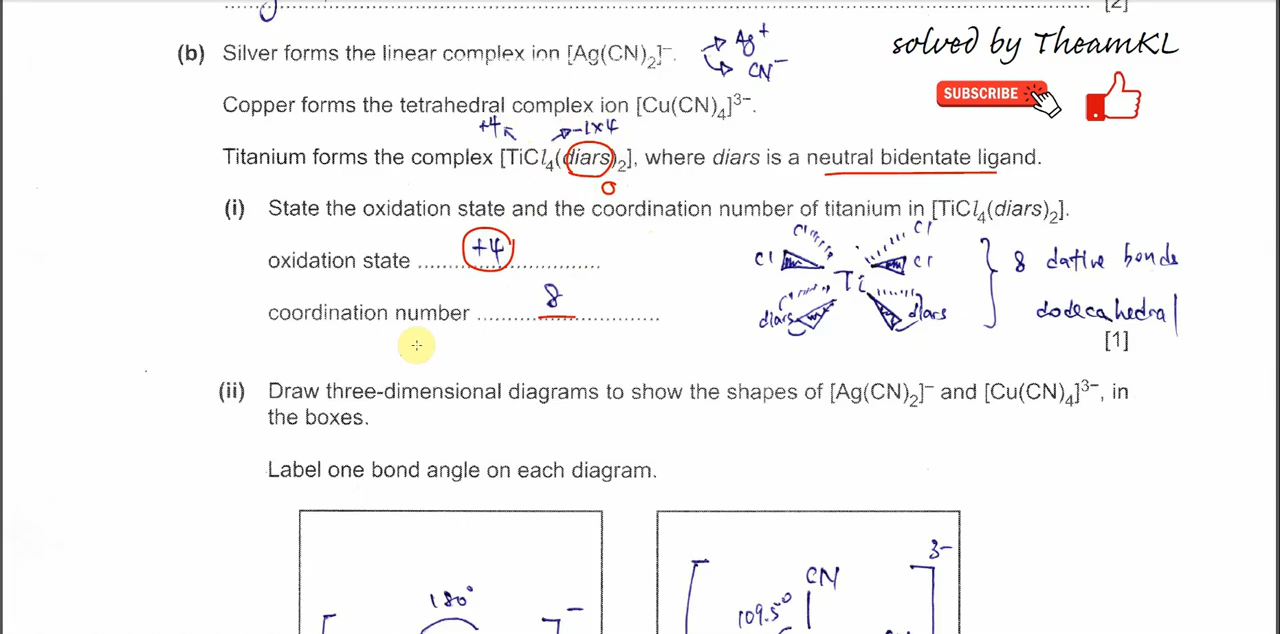 [2]
(b) Silver forms the linear complex ion [Ag(CN)₂]⁻. → Ag⁺
→ CN⁻
solved by TheamKL
SUBSCRIBE
Copper forms the tetrahedral complex ion [Cu(CN)₄]³⁻.
+4 → -1x4
Titanium forms the complex [TiCl₄(diars)₂], where diars is a neutral bidentate ligand.
0
(i) State the oxidation state and the coordination number of titanium in [TiCl₄(diars)₂].
oxidation state ........ +4 ........
coordination number ........ 8 ........
Cl Cl
Cl Ti Cl
diars diars
8 dative bonds
dodecahedral
[1]
(ii) Draw three-dimensional diagrams to show the shapes of [Ag(CN)₂]⁻ and [Cu(CN)₄]³⁻, in
the boxes.
Label one bond angle on each diagram.
180° [ ]⁻
[ ]³⁻
CN
109.5°